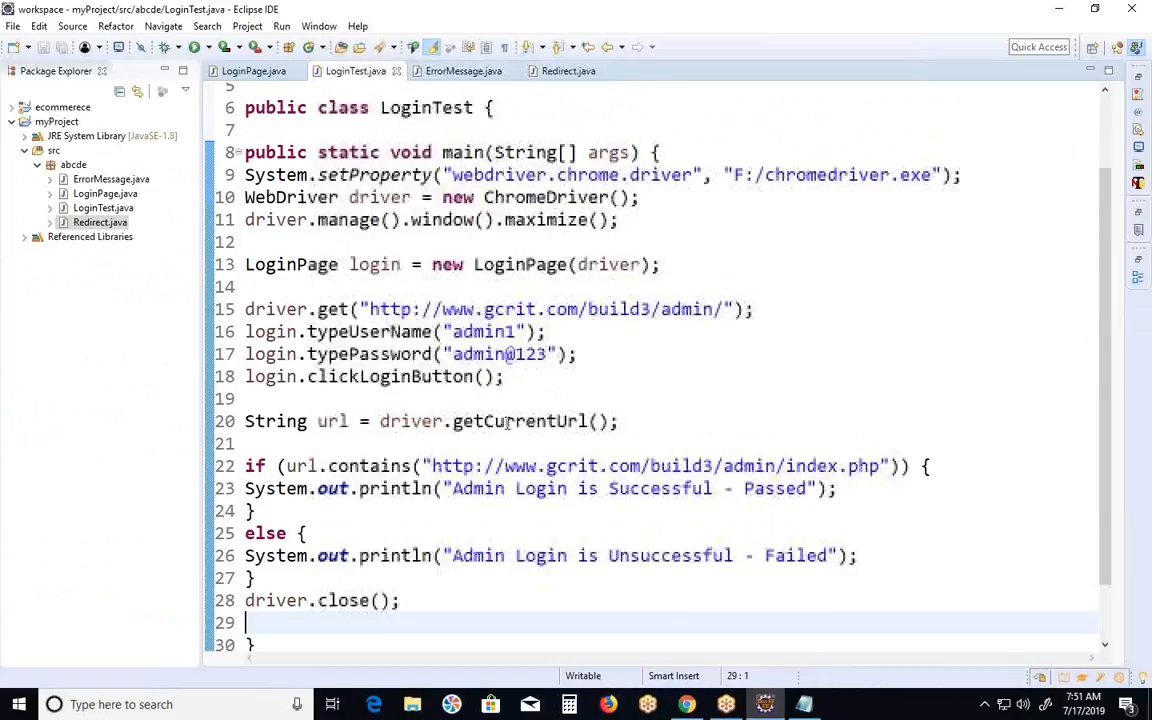 workspace - myProject/src/abcde/LoginTest.java - Eclipse IDE
File Edit Source Refactor Navigate Search Project Run Window Help
Quick Access
Package Explorer
LoginPage.java LoginTest.java ErrorMessage.java Redirect.java
ecommerece
myProject
JRE System Library [JavaSE-1.8]
src
abcde
ErrorMessage.java
LoginPage.java
LoginTest.java
Redirect.java
Referenced Libraries
5
6 public class LoginTest {
7
8 public static void main(String[] args) {
9 System.setProperty("webdriver.chrome.driver", "F:/chromedriver.exe");
10 WebDriver driver = new ChromeDriver();
11 driver.manage().window().maximize();
12
13 LoginPage login = new LoginPage(driver);
14
15 driver.get("http://www.gcrit.com/build3/admin/");
16 login.typeUserName("admin1");
17 login.typePassword("admin@123");
18 login.clickLoginButton();
19
20 String url = driver.getCurrentUrl();
21
22 if (url.contains("http://www.gcrit.com/build3/admin/index.php")) {
23 System.out.println("Admin Login is Successful - Passed");
24 }
25 else {
26 System.out.println("Admin Login is Unsuccessful - Failed");
27 }
28 driver.close();
29
30 }
Writable Smart Insert 29 : 1
Type here to search
7:51 AM
7/17/2019
3